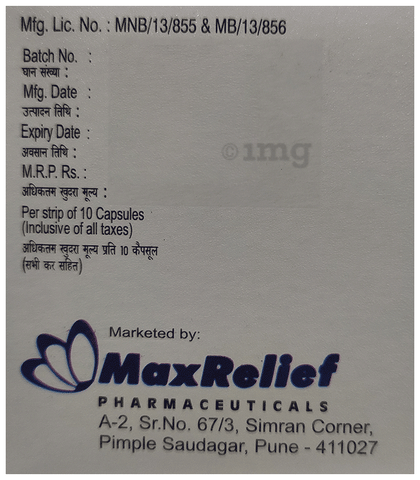 Mfg. Lic. No. : MNB/13/855 & MB/13/856
Batch No. :
घान संख्या :
Mfg. Date :
उत्पादन तिथि :
Expiry Date :
अवसान तिथि :
M.R.P. Rs. :
अधिकतम खुदरा मूल्य :
Per strip of 10 Capsules
(Inclusive of all taxes)
अधिकतम खुदरा मूल्य प्रति 10 कैपसूल
(सभी कर सहित)
©1mg
Marketed by:
MaxRelief
PHARMACEUTICALS
A-2, Sr.No. 67/3, Simran Corner,
Pimple Saudagar, Pune - 411027